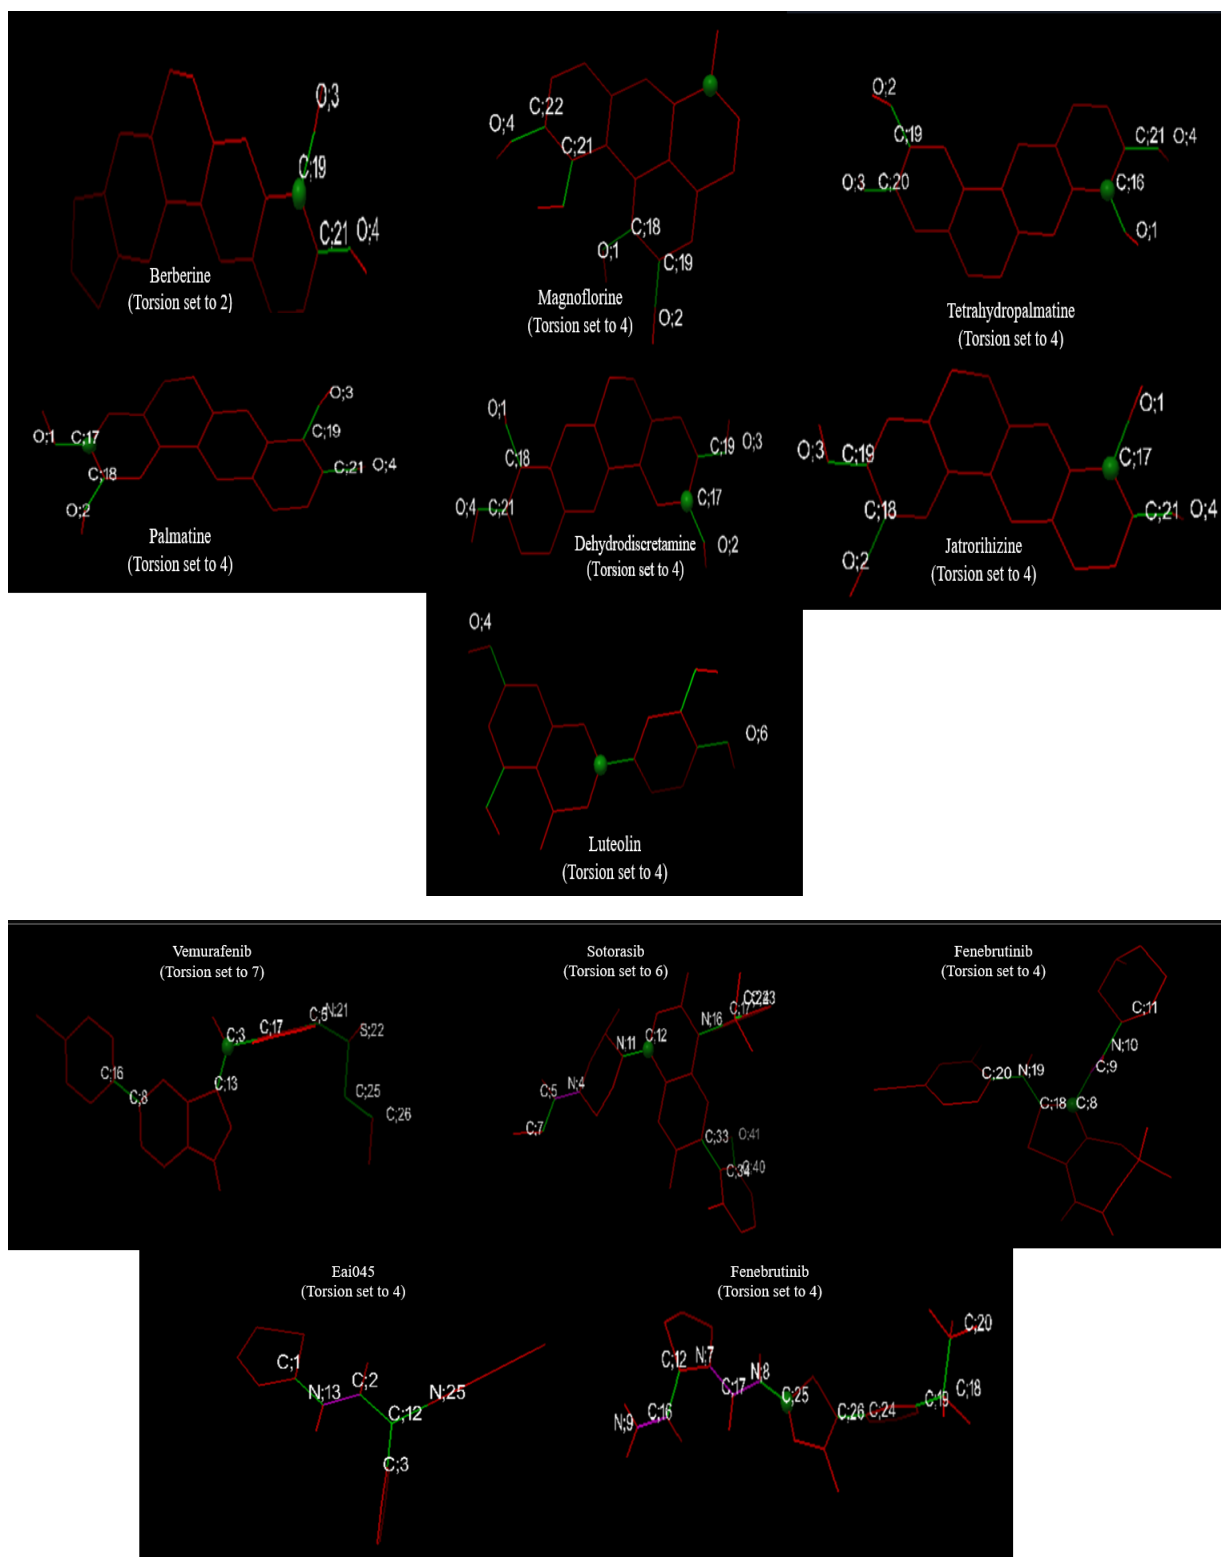 O;3
C;19
C;21 O;4
Berberine
(Torsion set to 2)
C;22
O;4
C;21
C;18
O;1
C;19
O;2
Magnoflorine
(Torsion set to 4)
O;2
C;19
C;21 O;4
O;3 C;20
C;16
O;1
Tetrahydropalmatine
(Torsion set to 4)
O;3
O;1 C;17
C;19
C;18
C;21 O;4
O;2
Palmatine
(Torsion set to 4)
O;1
C;19 O;3
C;18
C;17
O;4 C;21
O;2
Dehydrodiscretamine
(Torsion set to 4)
O;1
O;3 C;19
C;17
C;18
C;21 O;4
O;2
Jatrorihizine
(Torsion set to 4)
O;4
O;6
Luteolin
(Torsion set to 4)
Vemurafenib
(Torsion set to 7)
C;5 N;21
C;3 C;17
S;22
C;16
C;13
C;8
C;25
C;26
Sotorasib
(Torsion set to 6)
N;16
N;11 C;12
C;5 N;4
C;7
C;33 O;41
C;34
Fenebrutinib
(Torsion set to 4)
C;11
N;10
C;9
C;20 N;19
C;18 C;8
Eai045
(Torsion set to 4)
C;1
C;2
N;13
N;25
C;12
C;3
Fenebrutinib
(Torsion set to 4)
C;20
C;12 N;7
N;8
C;17
C;25
C;18
C;19
N;9 C;16
C;26 C;24